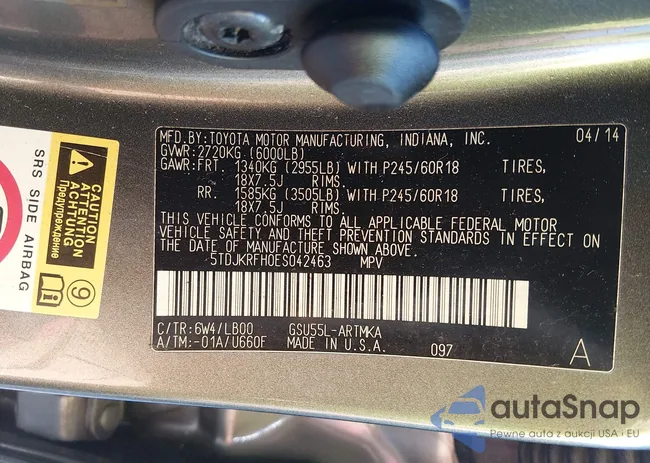 MFD.BY:TOYOTA MOTOR MANUFACTURING, INDIANA, INC. 04/14
GVWR:2720KG (6000LB)
GAWR:FRT. 1340KG (2955LB) WITH P245/60R18 TIRES,
18X7.5J RIMS.
RR. 1585KG (3505LB) WITH P245/60R18 TIRES,
18X7.5J RIMS.
THIS VEHICLE CONFORMS TO ALL APPLICABLE FEDERAL MOTOR
VEHICLE SAFETY AND THEFT PREVENTION STANDARDS IN EFFECT ON
THE DATE OF MANUFACTURE SHOWN ABOVE.
5TDJKRFH0ES042463 MPV
C/TR:6W4/LB00 GSU55L-ARTMKA
A/TM:-01A/U660F MADE IN U.S.A. 097 A
SRS SIDE AIRBAG
CAUTION
ATTENTION
ACHTUNG
Предупреждение
9
autaSnap
Pewne auta z aukcji USA · EU